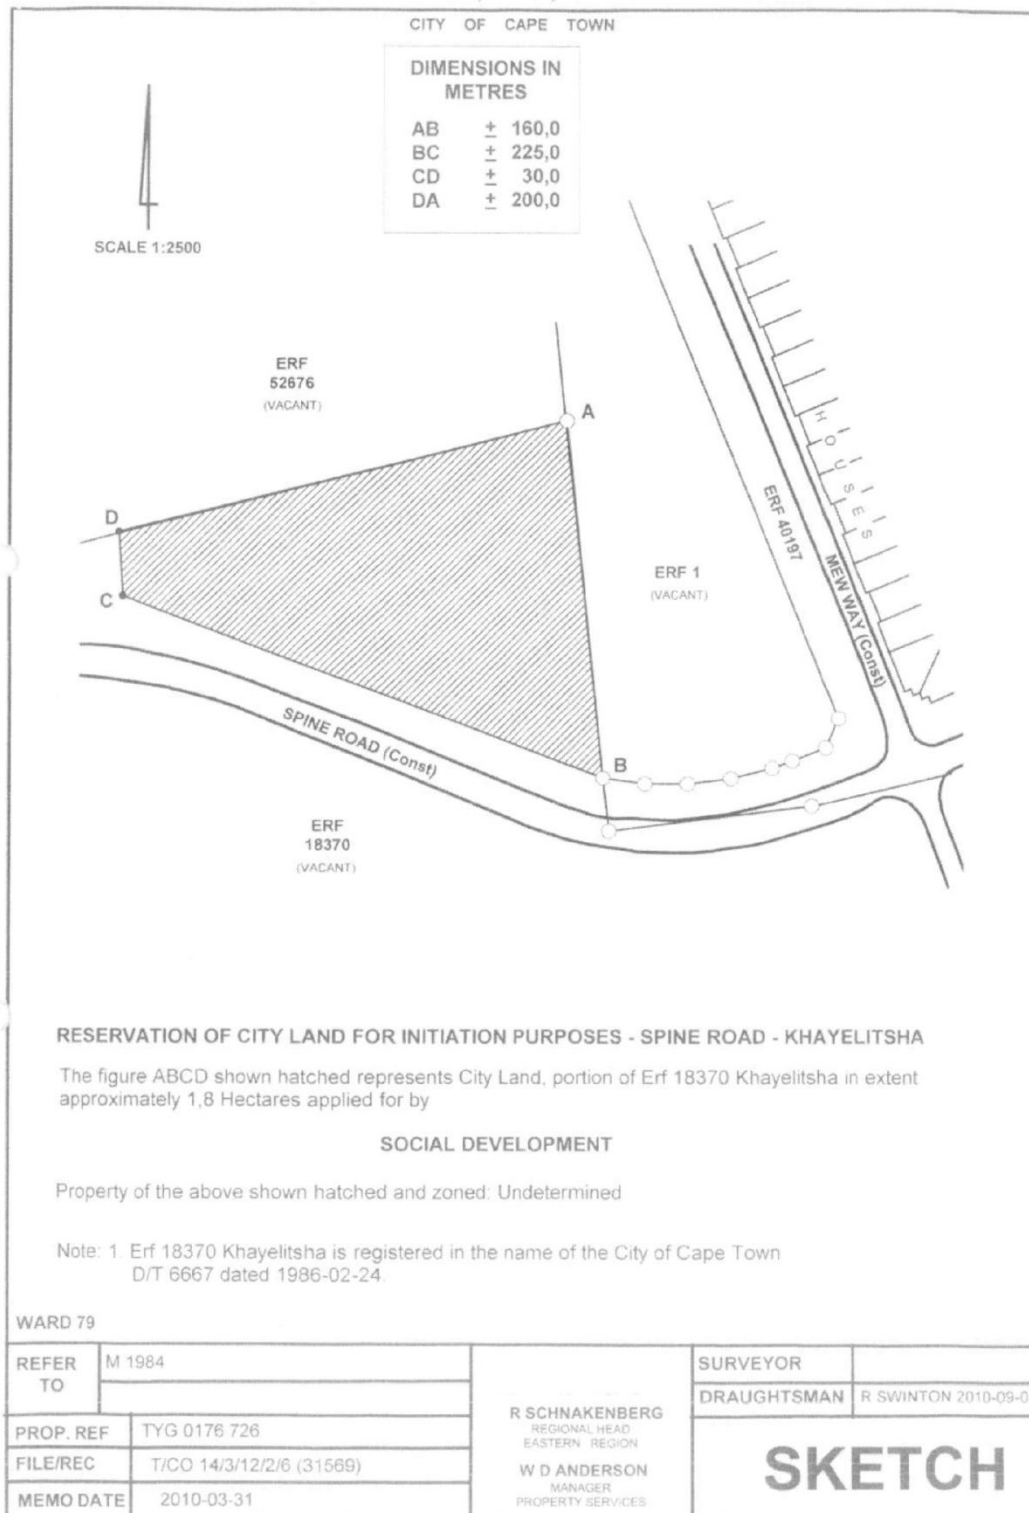 CITY OF CAPE TOWN
DIMENSIONS IN
METRES
AB ± 160,0
BC ± 225,0
CD ± 30,0
DA ± 200,0
SCALE 1:2500
ERF
52676
(VACANT)
A
D
C
B
ERF 1
(VACANT)
ERF 40197
MEW WAY (Const)
HOUSES
SPINE ROAD (Const)
ERF
18370
(VACANT)
RESERVATION OF CITY LAND FOR INITIATION PURPOSES - SPINE ROAD - KHAYELITSHA
The figure ABCD shown hatched represents City Land, portion of Erf 18370 Khayelitsha in extent
approximately 1,8 Hectares applied for by
SOCIAL DEVELOPMENT
Property of the above shown hatched and zoned: Undetermined
Note: 1. Erf 18370 Khayelitsha is registered in the name of the City of Cape Town
D/T 6667 dated 1986-02-24.
WARD 79
REFER
TO
M 1984
PROP. REF TYG 0176 726
FILE/REC T/CO 14/3/12/2/6 (31569)
MEMO DATE 2010-03-31
R SCHNAKENBERG
REGIONAL HEAD
EASTERN REGION
W D ANDERSON
MANAGER
PROPERTY SERVICES
SURVEYOR
DRAUGHTSMAN R SWINTON 2010-09-0
SKETCH